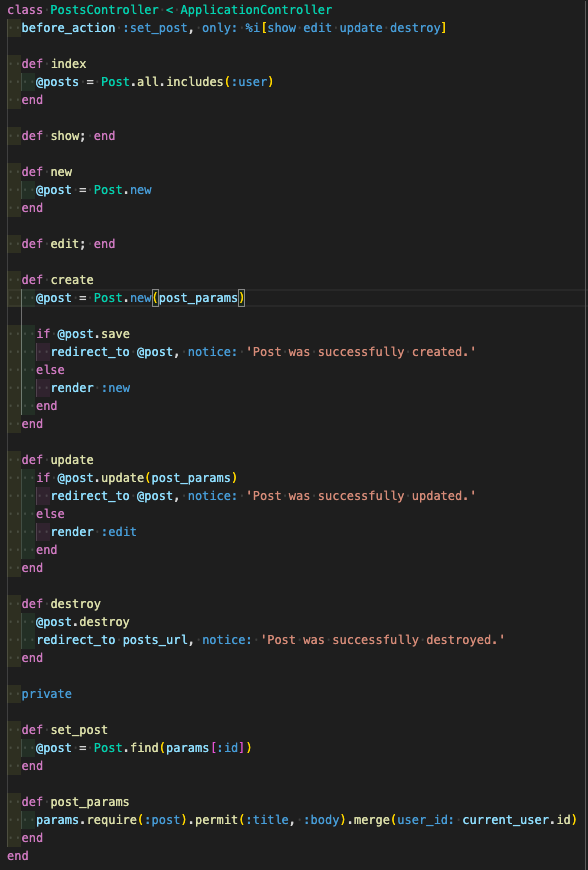 class PostsController < ApplicationController
  before_action :set_post, only: %i[show edit update destroy]

  def index
    @posts = Post.all.includes(:user)
  end

  def show; end

  def new
    @post = Post.new
  end

  def edit; end

  def create
    @post = Post.new(post_params)

    if @post.save
      redirect_to @post, notice: 'Post was successfully created.'
    else
      render :new
    end
  end

  def update
    if @post.update(post_params)
      redirect_to @post, notice: 'Post was successfully updated.'
    else
      render :edit
    end
  end

  def destroy
    @post.destroy
    redirect_to posts_url, notice: 'Post was successfully destroyed.'
  end

  private

  def set_post
    @post = Post.find(params[:id])
  end

  def post_params
    params.require(:post).permit(:title, :body).merge(user_id: current_user.id)
  end
end